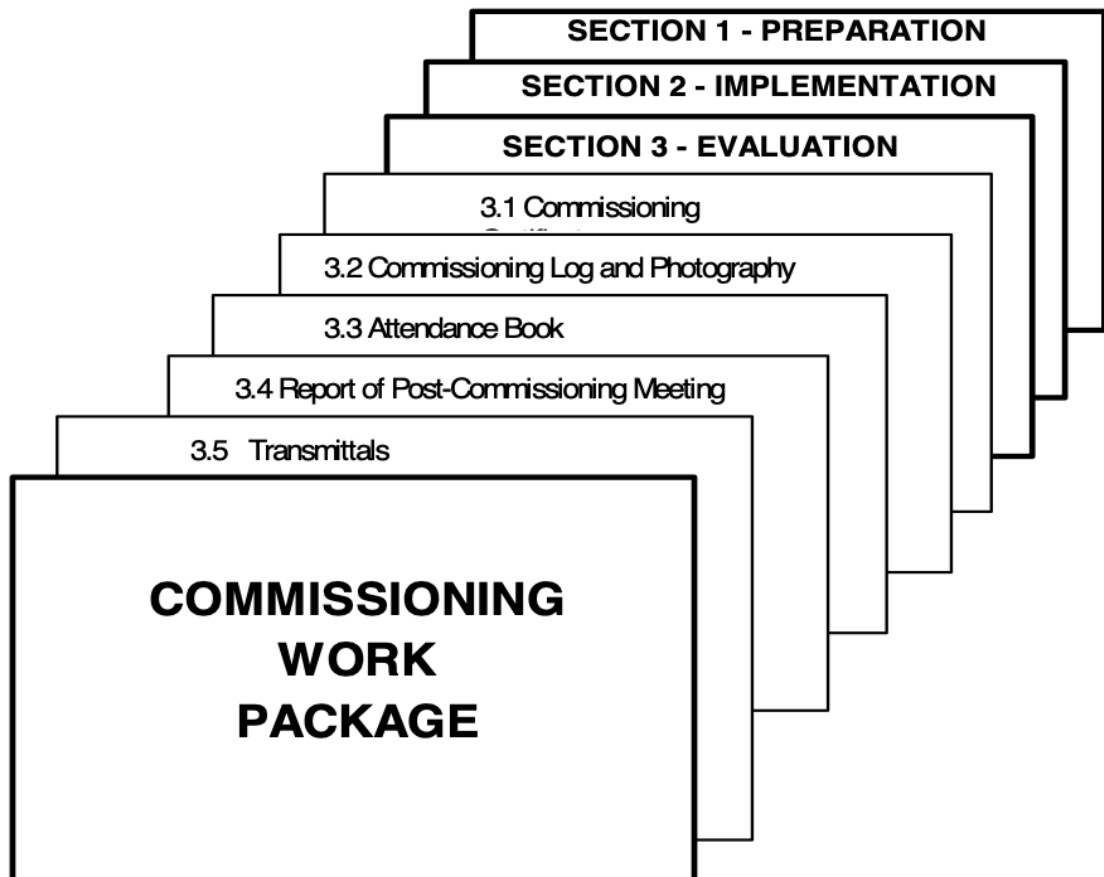 SECTION 1 - PREPARATION
SECTION 2 - IMPLEMENTATION
SECTION 3 - EVALUATION
3.1 Commissioning
3.2 Commissioning Log and Photography
3.3 Attendance Book
3.4 Report of Post-Commissioning Meeting
3.5 Transmittals
COMMISSIONING
WORK
PACKAGE